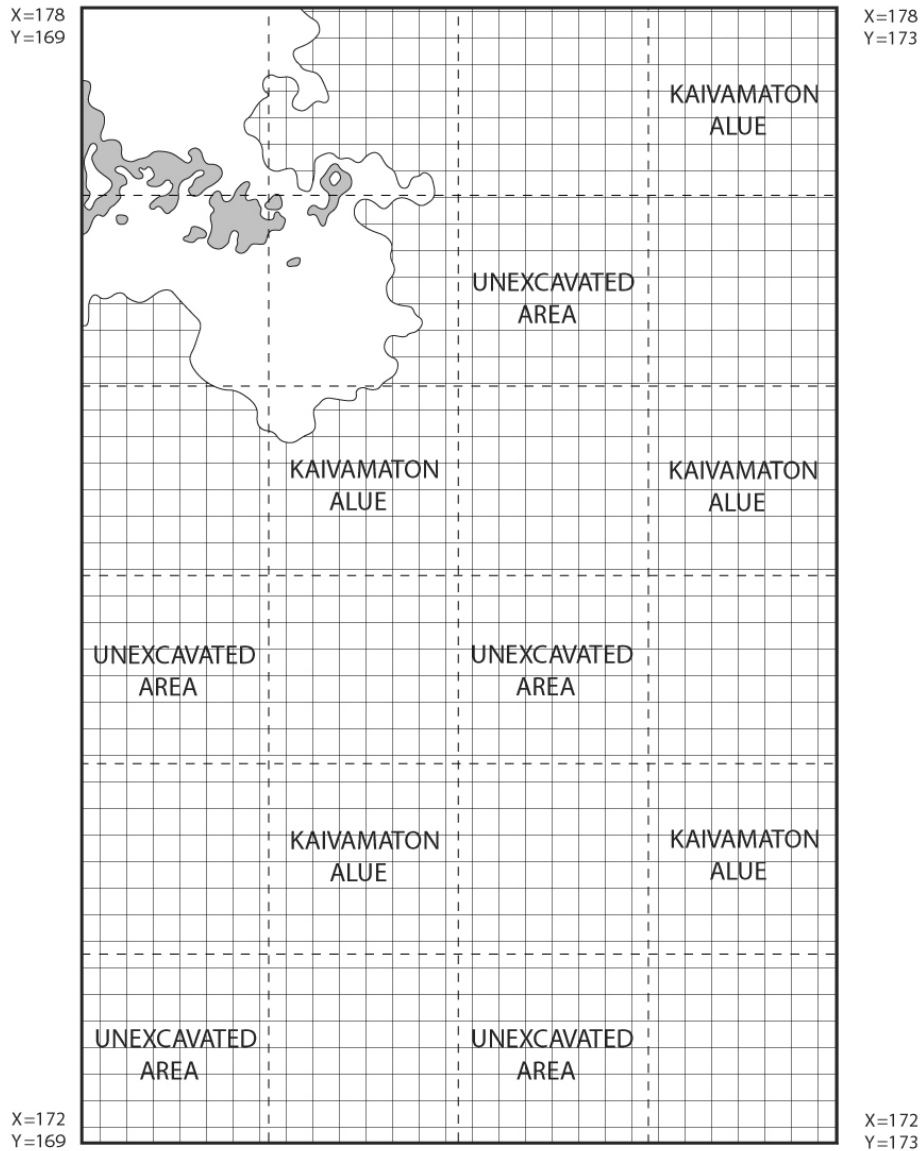 X=178
Y=169
X=178
Y=173
KAIVAMATON
ALUE
UNEXCAVATED
AREA
KAIVAMATON
ALUE
KAIVAMATON
ALUE
UNEXCAVATED
AREA
UNEXCAVATED
AREA
KAIVAMATON
ALUE
KAIVAMATON
ALUE
UNEXCAVATED
AREA
UNEXCAVATED
AREA
X=172
Y=169
X=172
Y=173